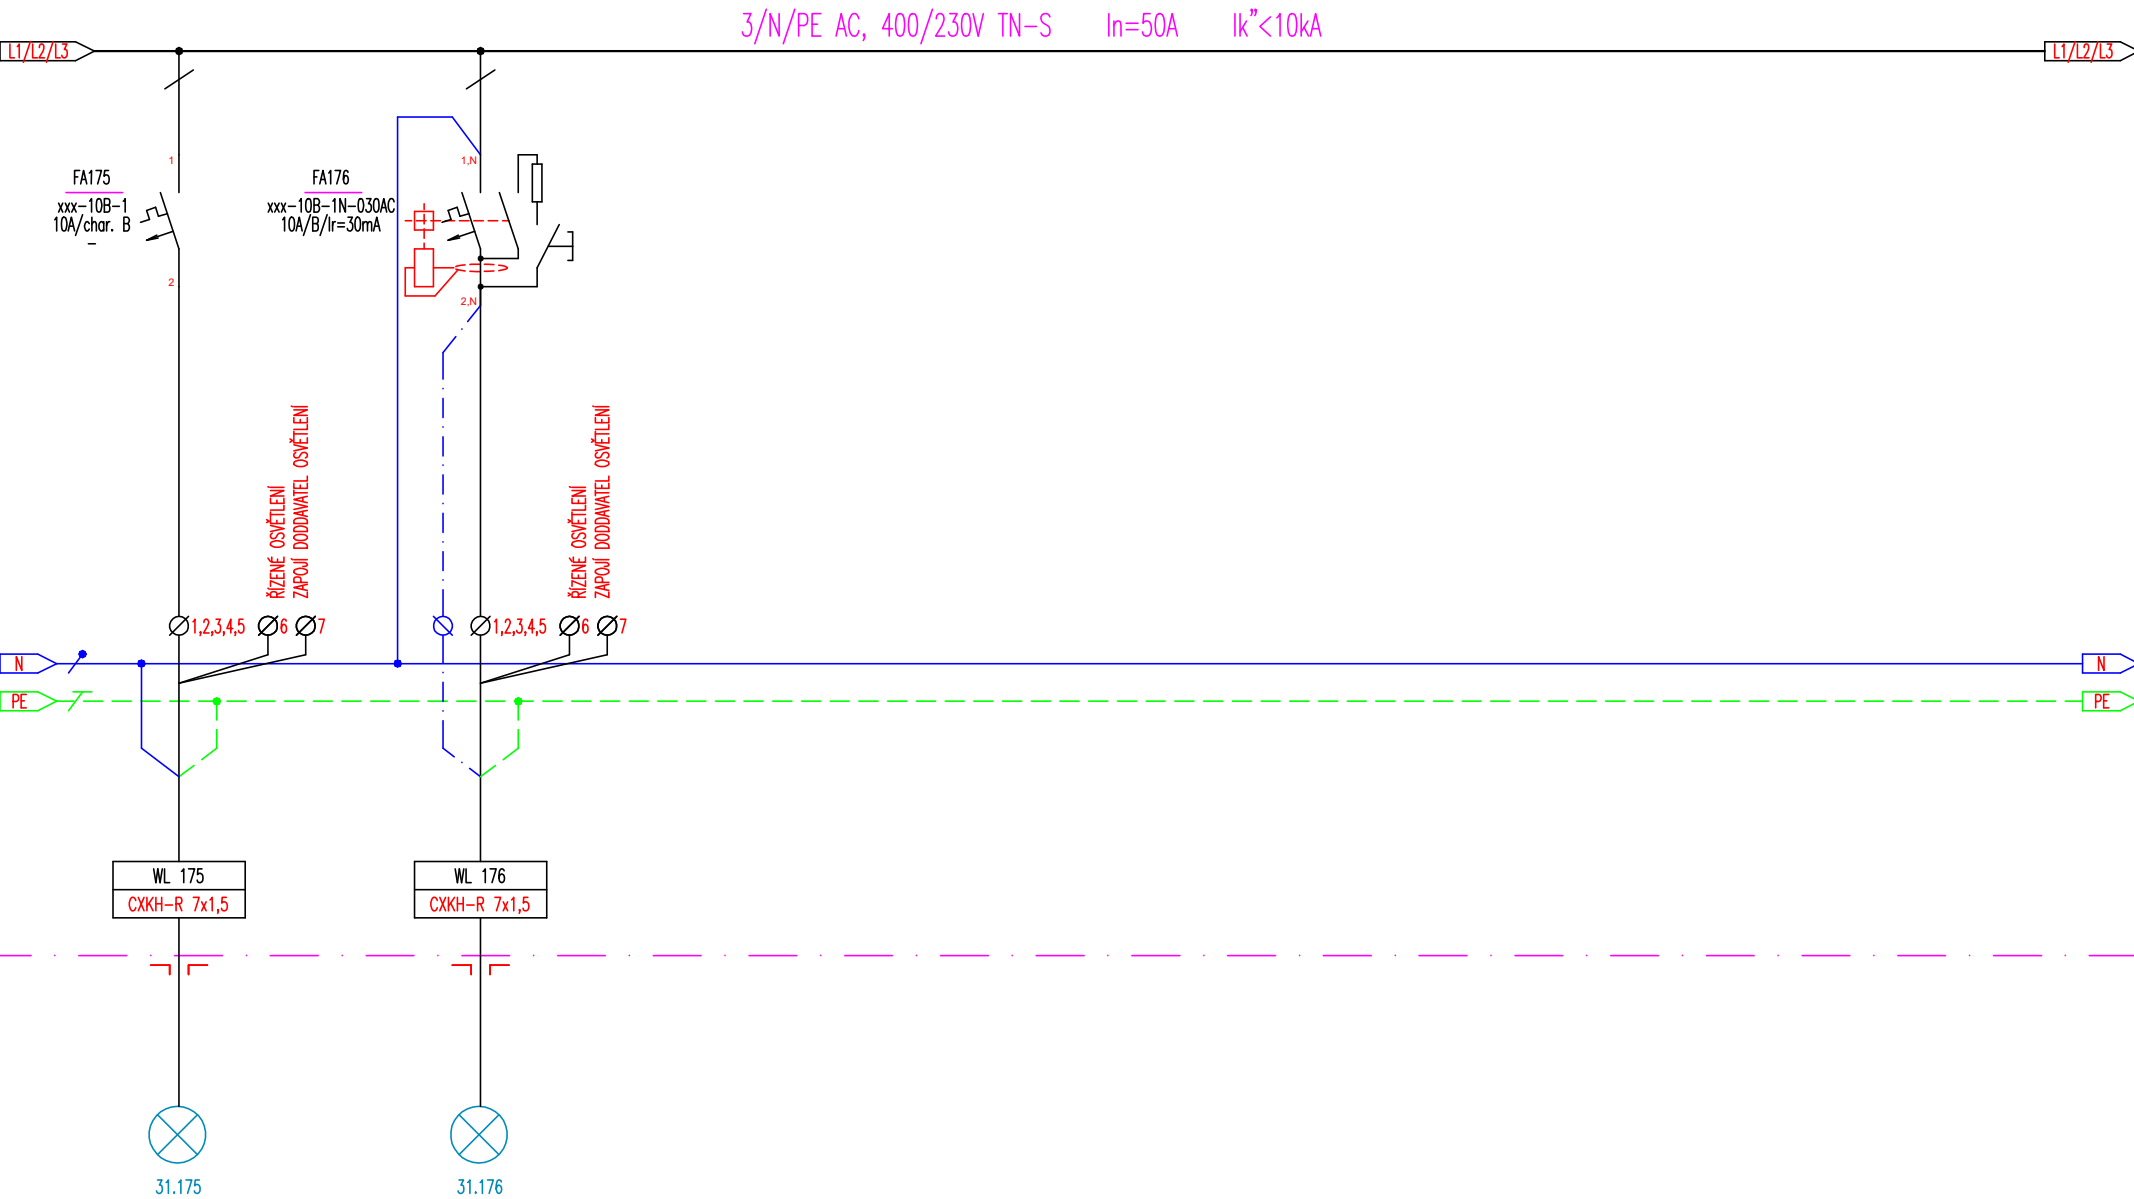 3/N/PE AC, 400/230V TN-S In=50A Ik"<10kA
L1/L2/L3
L1/L2/L3
1
FA175
xxx-10B-1
10A/char. B
-
2
1,N
FA176
xxx-10B-1N-030AC
10A/B/Ir=30mA
2,N
ŘÍZENÉ OSVĚTLENÍ
ZAPOJÍ DODDAVATEL OSVĚTLENÍ
ŘÍZENÉ OSVĚTLENÍ
ZAPOJÍ DODDAVATEL OSVĚTLENÍ
1,2,3,4,5
6
7
1,2,3,4,5
6
7
N
N
PE
PE
WL 175
CXKH-R 7x1,5
WL 176
CXKH-R 7x1,5
31.175
31.176